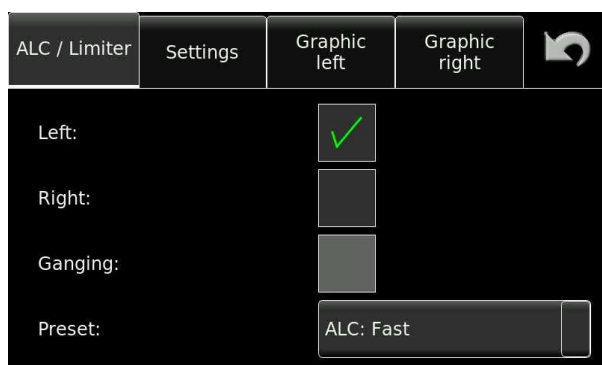 ALC / Limiter
Settings
Graphic
left
Graphic
right
Left:
Right:
Ganging:
Preset:
ALC: Fast